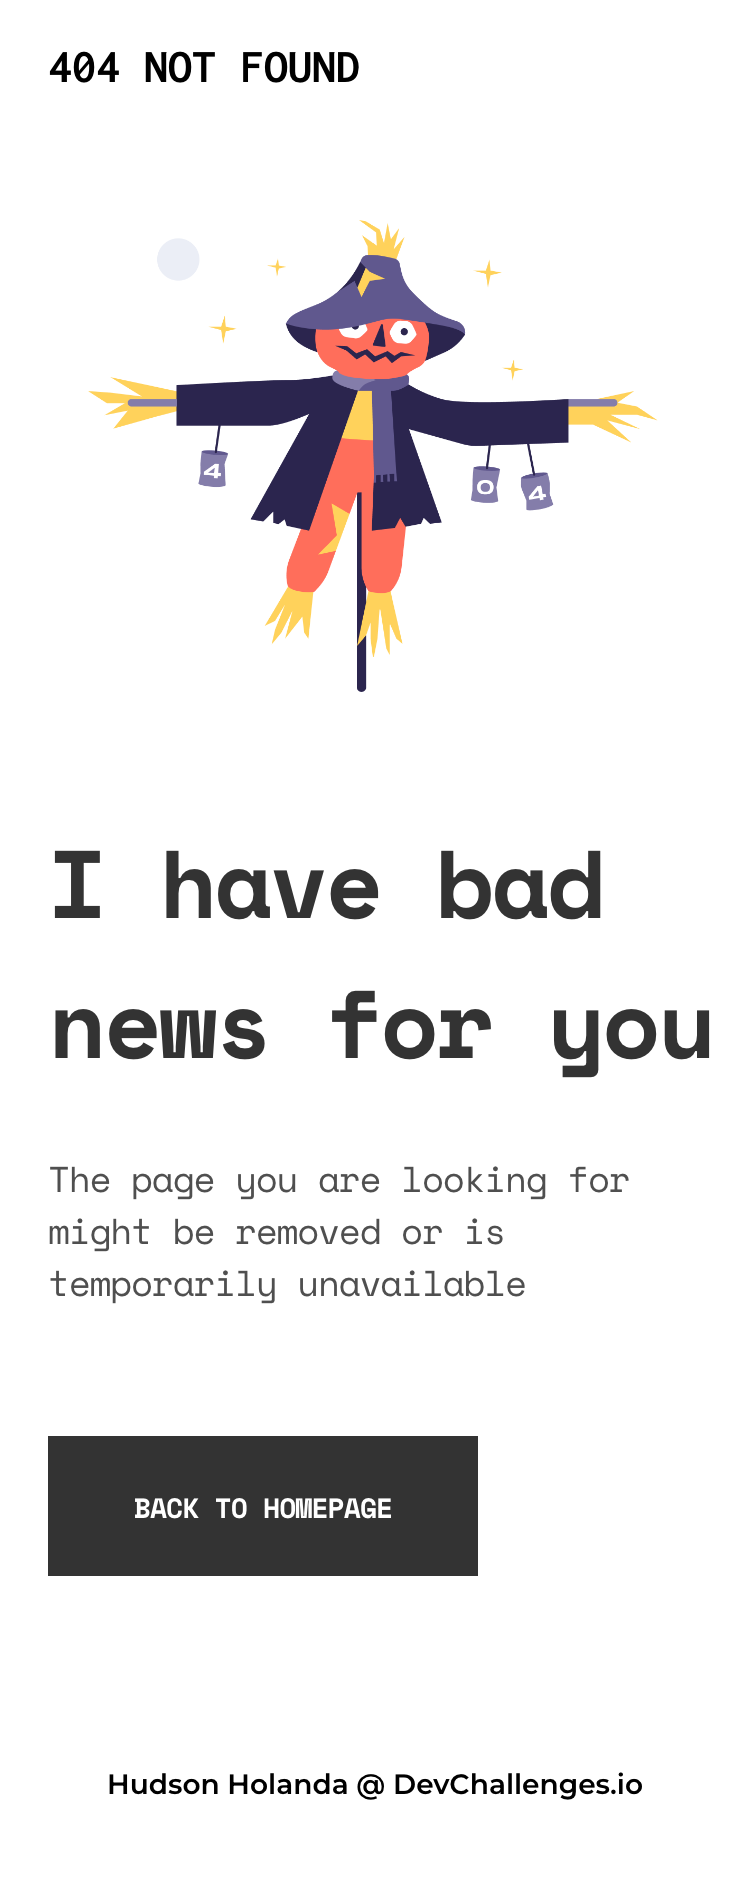 404 NOT FOUND
4
0
4
I have bad
news for you
The page you are looking for
might be removed or is
temporarily unavailable
BACK TO HOMEPAGE
Hudson Holanda @ DevChallenges.io